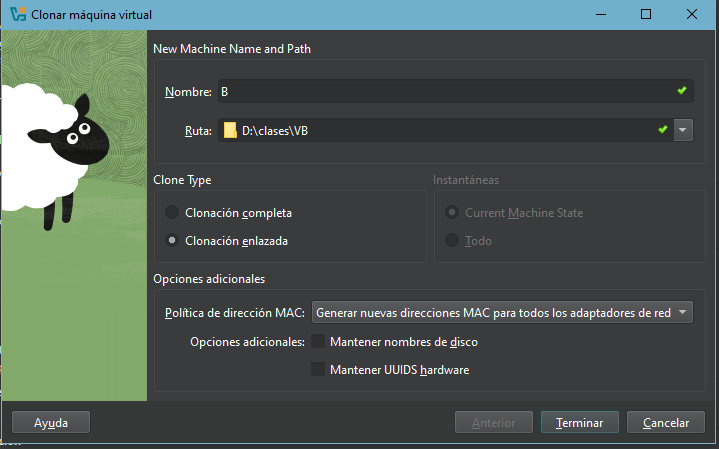 Clonar máquina virtual
New Machine Name and Path
Nombre: B
Ruta: D:\clases\VB
Clone Type
Instantáneas
Clonación completa
Current Machine State
Clonación enlazada
Todo
Opciones adicionales
Política de dirección MAC: Generar nuevas direcciones MAC para todos los adaptadores de red
Opciones adicionales: Mantener nombres de disco
Mantener UUIDS hardware
Ayuda
Anterior
Terminar
Cancelar